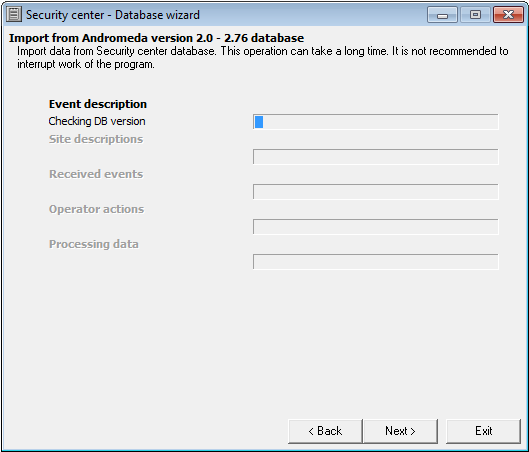 Security center - Database wizard
Import from Andromeda version 2.0 - 2.76 database
Import data from Security center database. This operation can take a long time. It is not recommended to
interrupt work of the program.
Event description
Checking DB version
Site descriptions
Received events
Operator actions
Processing data
< Back
Next >
Exit